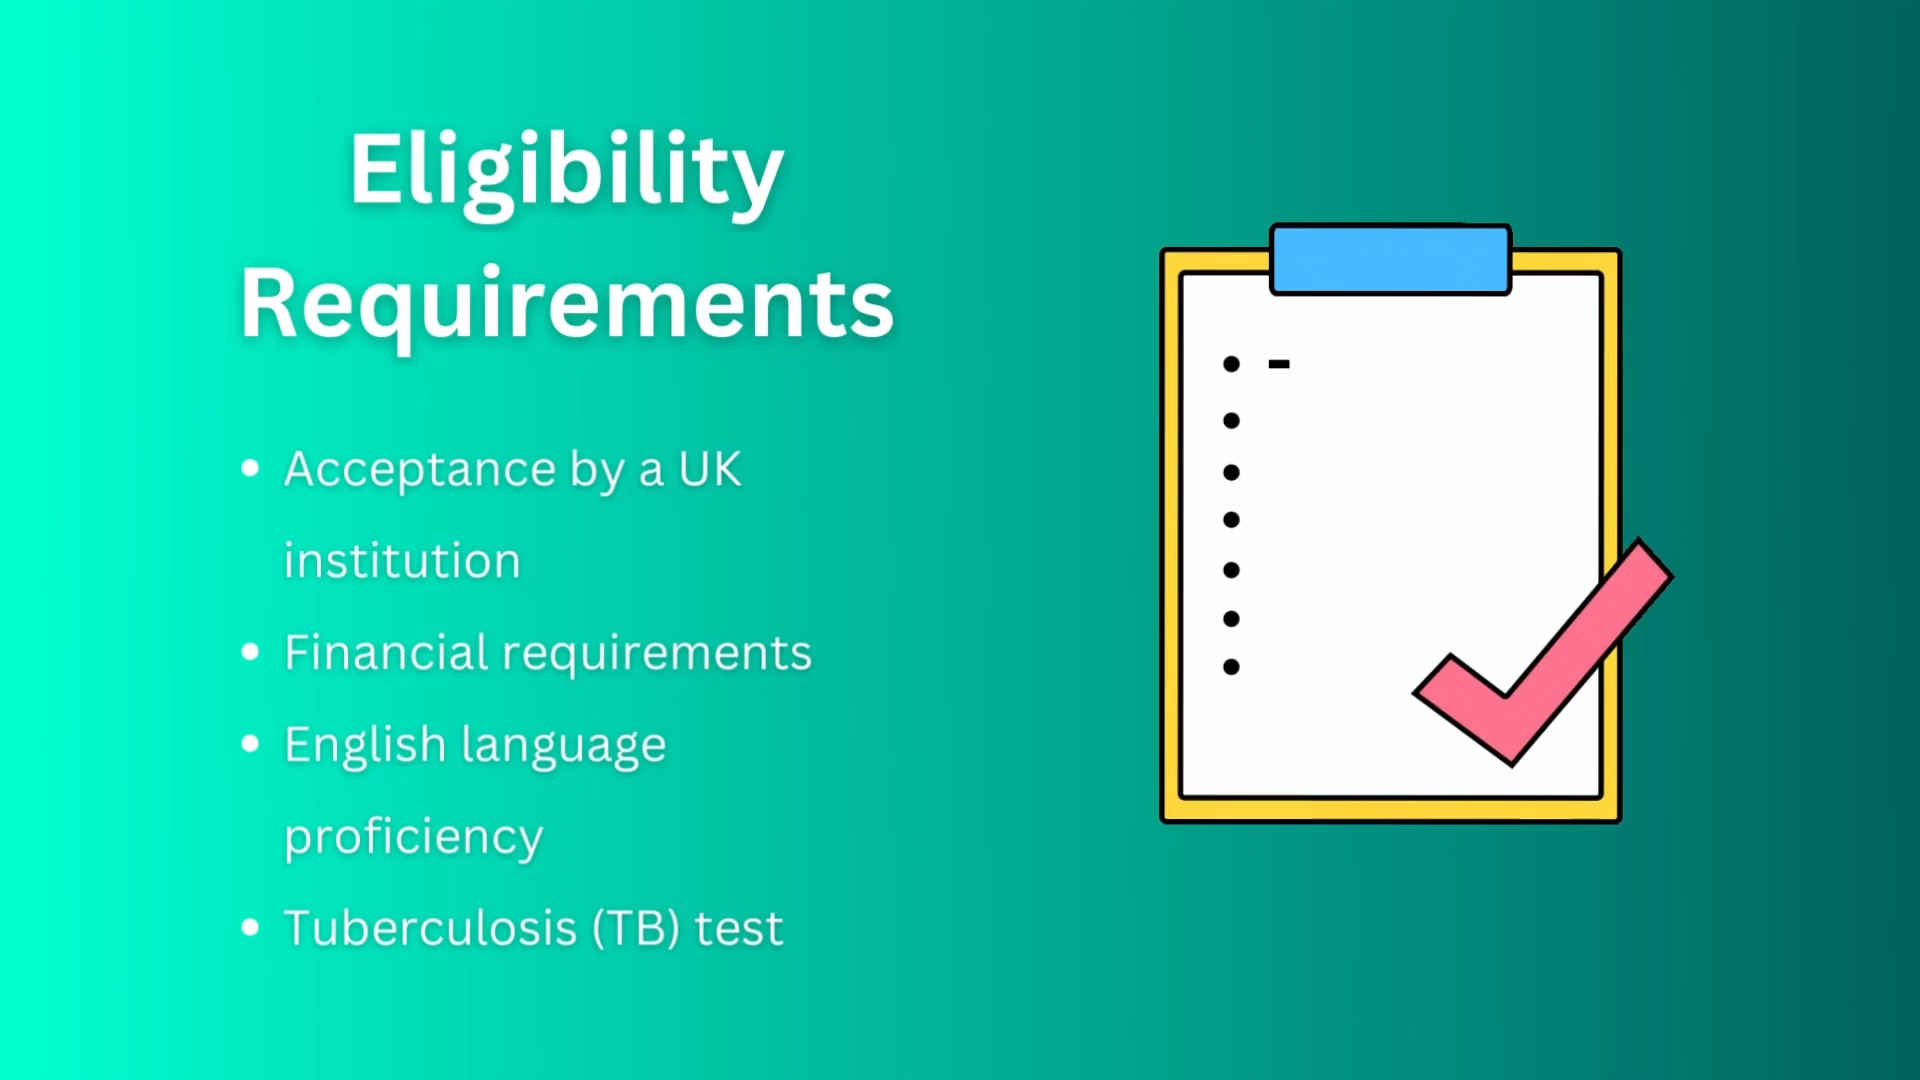 Eligibility
Requirements
• Acceptance by a UK
institution
• Financial requirements
• English language
proficiency
• Tuberculosis (TB) test